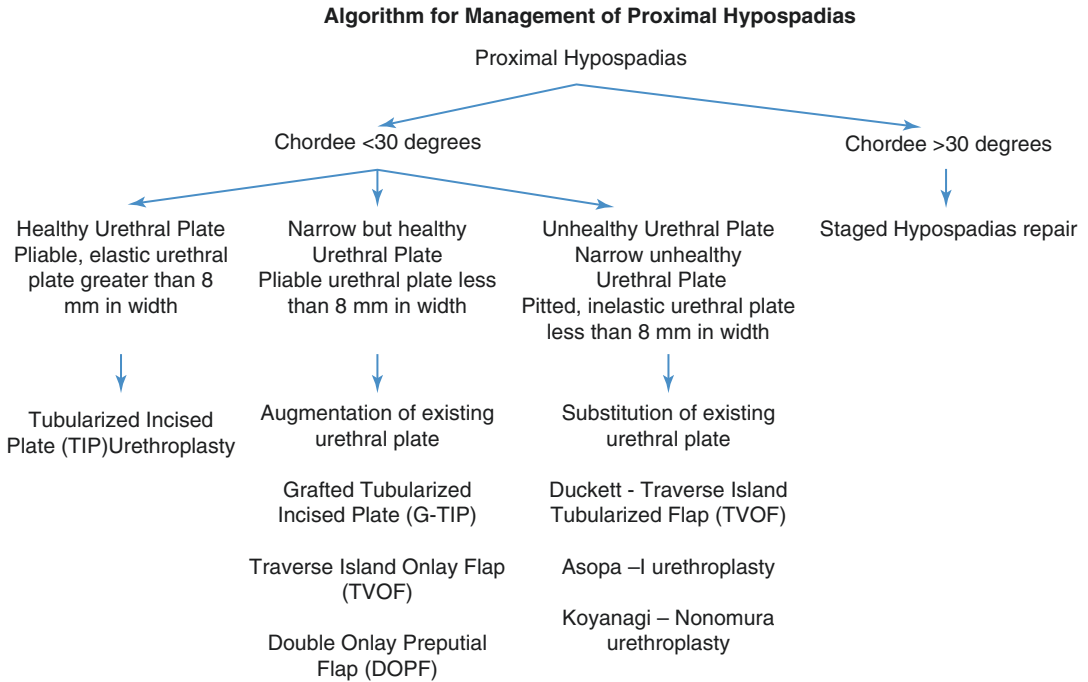 Algorithm for Management of Proximal Hypospadias
Proximal Hypospadias
Chordee <30 degrees
Chordee >30 degrees
Healthy Urethral Plate
Pliable, elastic urethral
plate greater than 8
mm in width
Narrow but healthy
Urethral Plate
Pliable urethral plate less
than 8 mm in width
Unhealthy Urethral Plate
Narrow unhealthy
Urethral Plate
Pitted, inelastic urethral plate
less than 8 mm in width
Staged Hypospadias repair
Tubularized Incised
Plate (TIP)Urethroplasty
Augmentation of existing
urethral plate
Grafted Tubularized
Incised Plate (G-TIP)
Traverse Island Onlay Flap
(TVOF)
Double Onlay Preputial
Flap (DOPF)
Substitution of existing
urethral plate
Duckett - Traverse Island
Tubularized Flap (TVOF)
Asopa –I urethroplasty
Koyanagi – Nonomura
urethroplasty